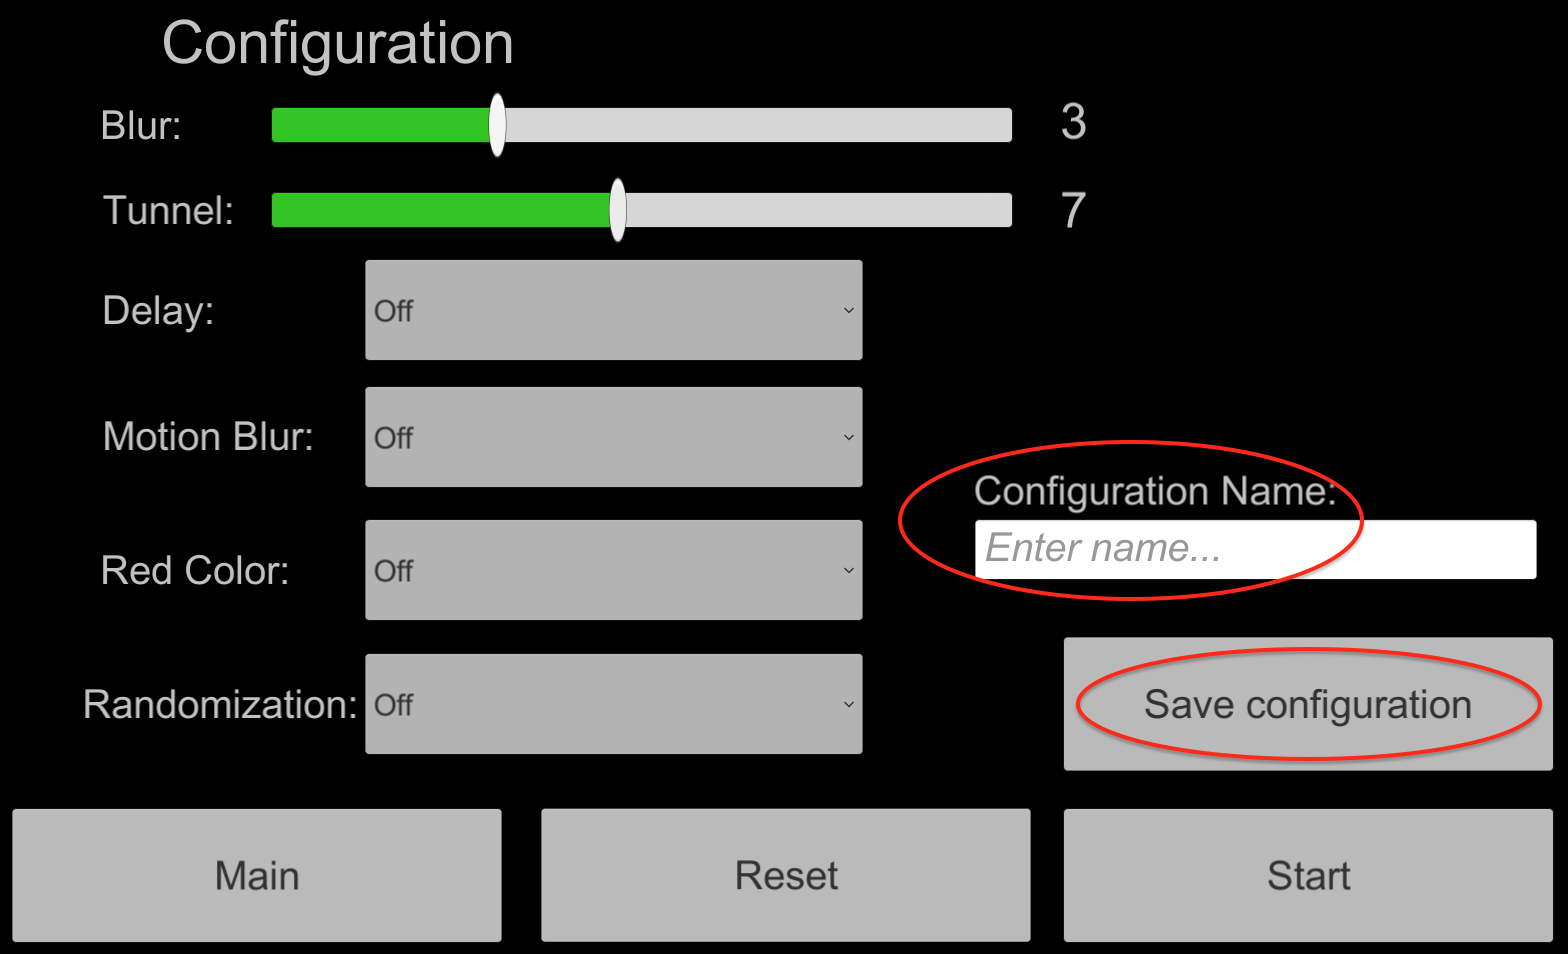 Configuration
Blur: 3
Tunnel: 7
Delay: Off
Motion Blur: Off
Configuration Name:
Enter name...
Red Color: Off
Randomization: Off
Save configuration
Main
Reset
Start